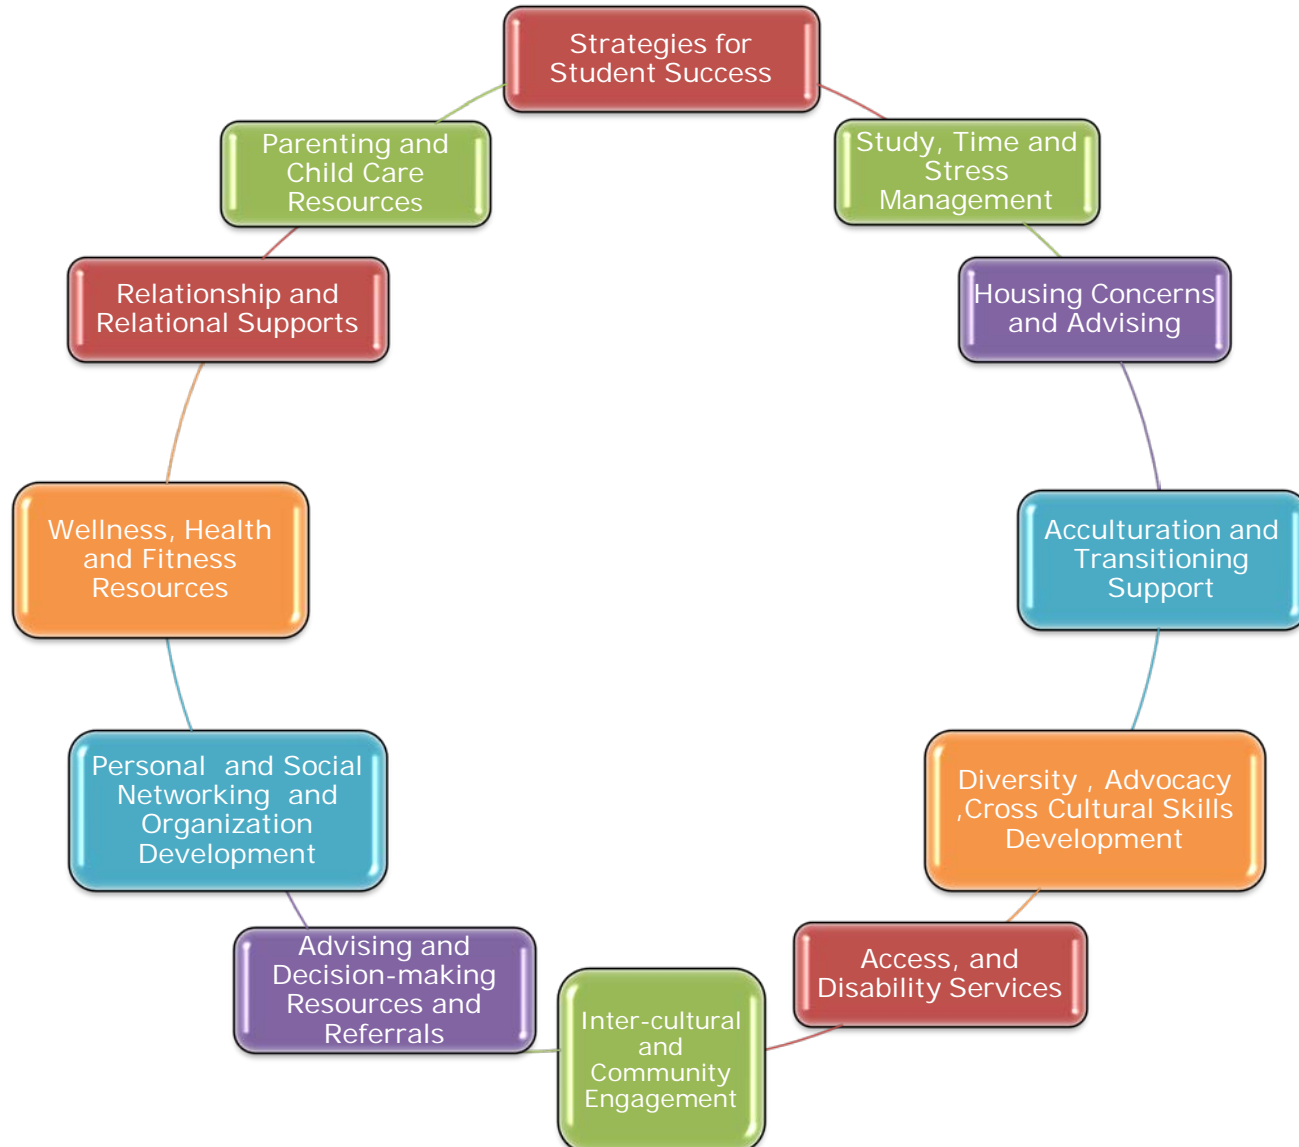 Strategies for
Student Success
Study, Time and
Stress
Management
Housing Concerns
and Advising
Acculturation and
Transitioning
Support
Diversity , Advocacy
,Cross Cultural Skills
Development
Access, and
Disability Services
Inter-cultural
and
Community
Engagement
Advising and
Decision-making
Resources and
Referrals
Personal  and Social
Networking  and
Organization
Development
Wellness, Health
and Fitness
Resources
Relationship and
Relational Supports
Parenting and
Child Care
Resources